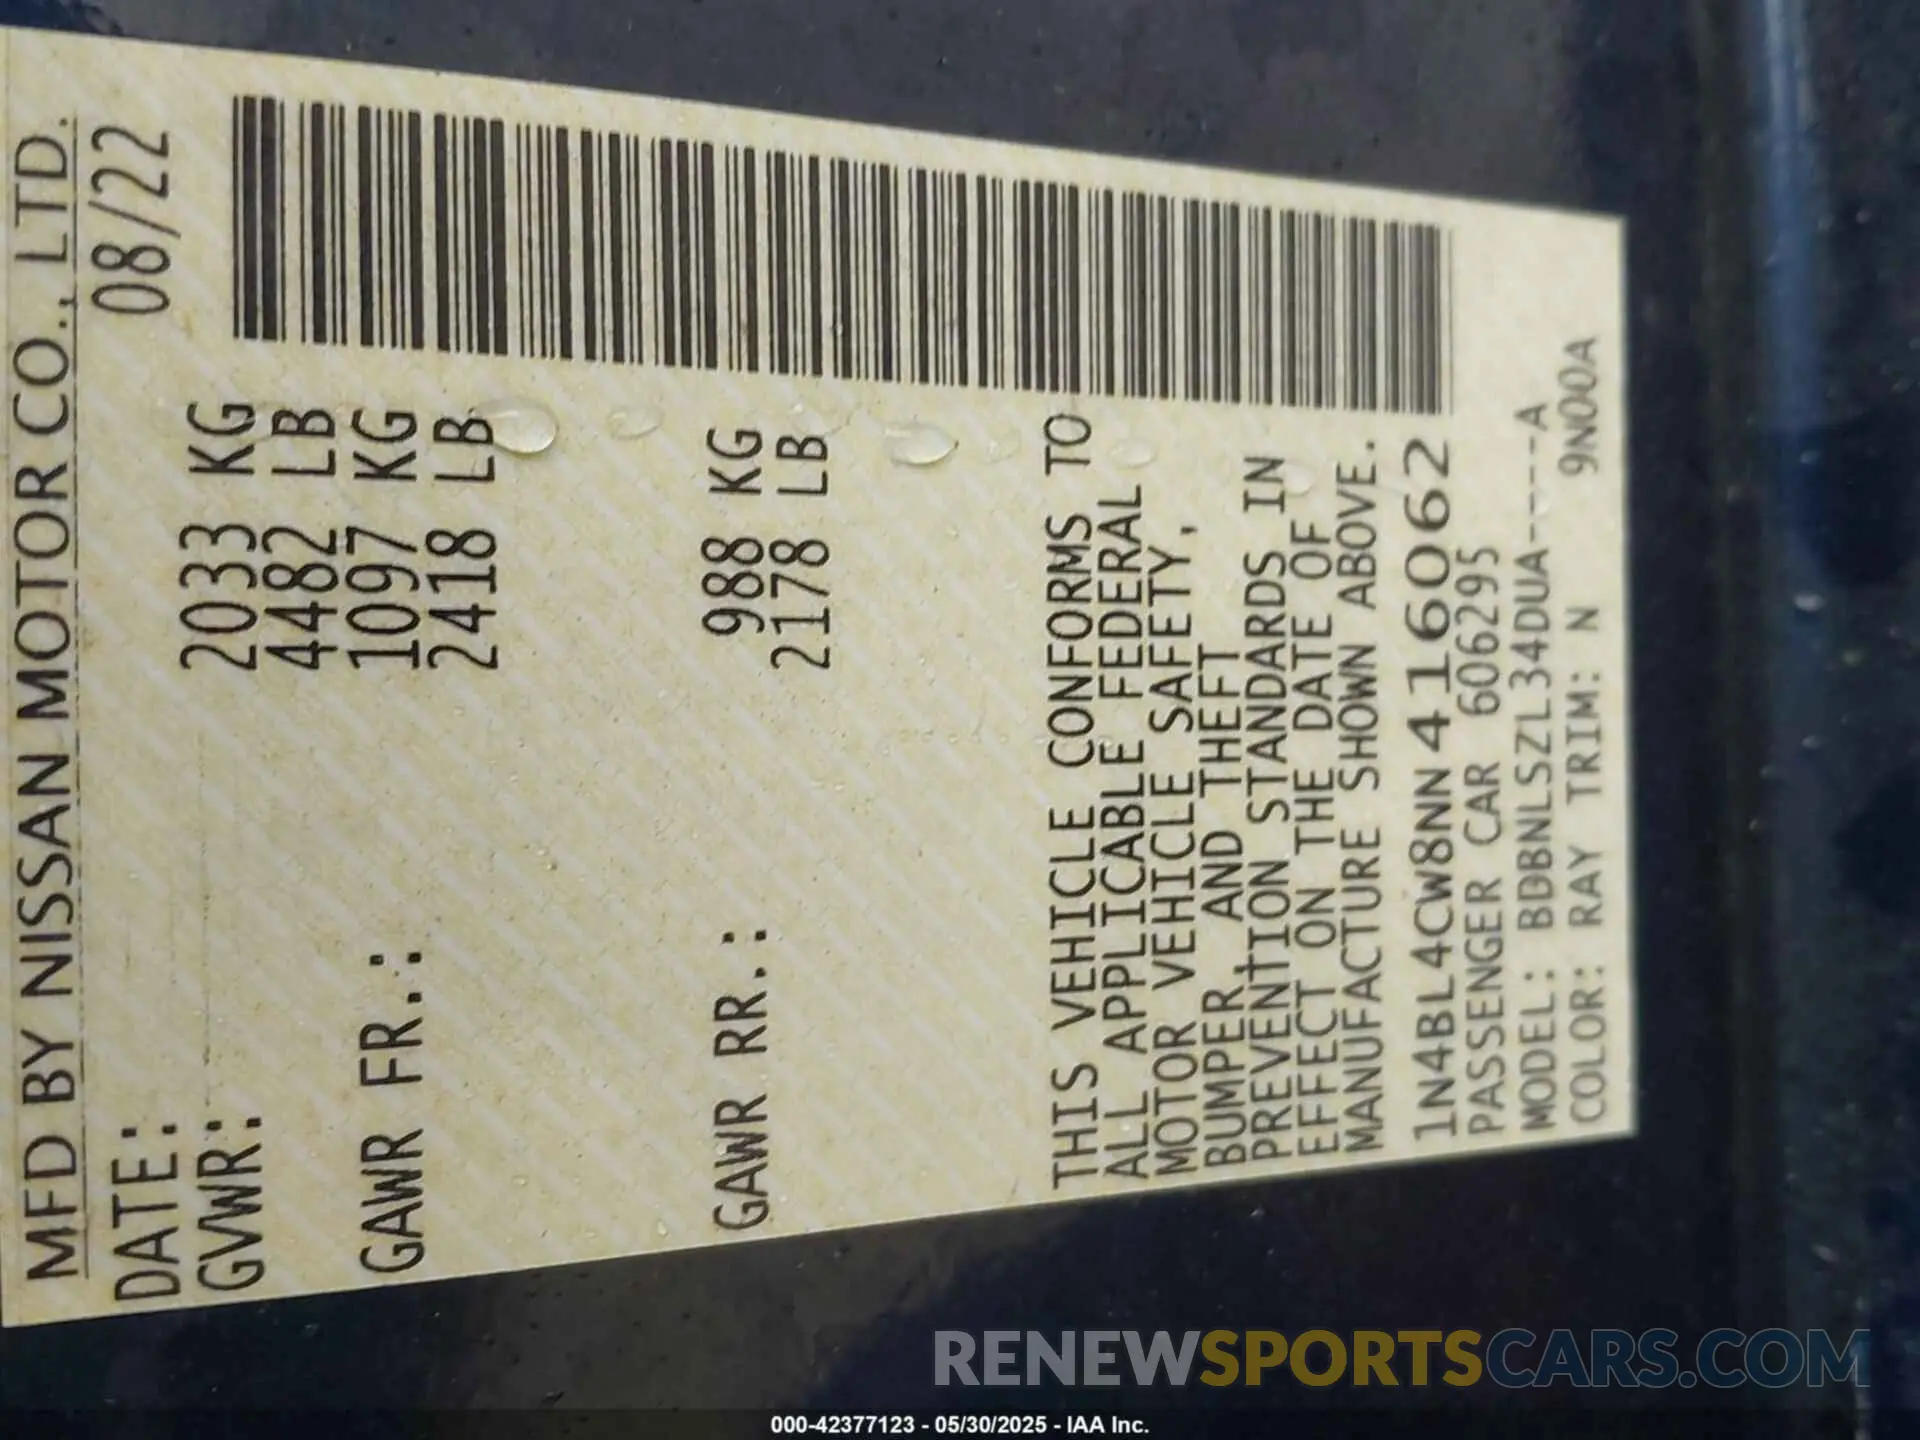 MFD BY NISSAN MOTOR CO., LTD.
DATE: 08/22
GVWR: 2033 KG
4482 LB
GAWR FR.: 1097 KG
2418 LB
GAWR RR.: 988 KG
2178 LB
THIS VEHICLE CONFORMS TO
ALL APPLICABLE FEDERAL
MOTOR VEHICLE SAFETY,
BUMPER, AND THEFT
PREVENTION STANDARDS IN
EFFECT ON THE DATE OF
MANUFACTURE SHOWN ABOVE.
1N4BL4CW8NN416062
PASSENGER CAR 606295
MODEL: BDBNLSZL34DUA----A
COLOR: RAY TRIM: N 9N00A
RENEWSPORTSCARS.COM
000-42377123 - 05/30/2025 - IAA Inc.